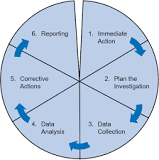 6. Reporting
1. Immediate
Action
5. Corrective
Actions
2. Plan the
Investigation
4. Data
Analysis
3. Data
Collection